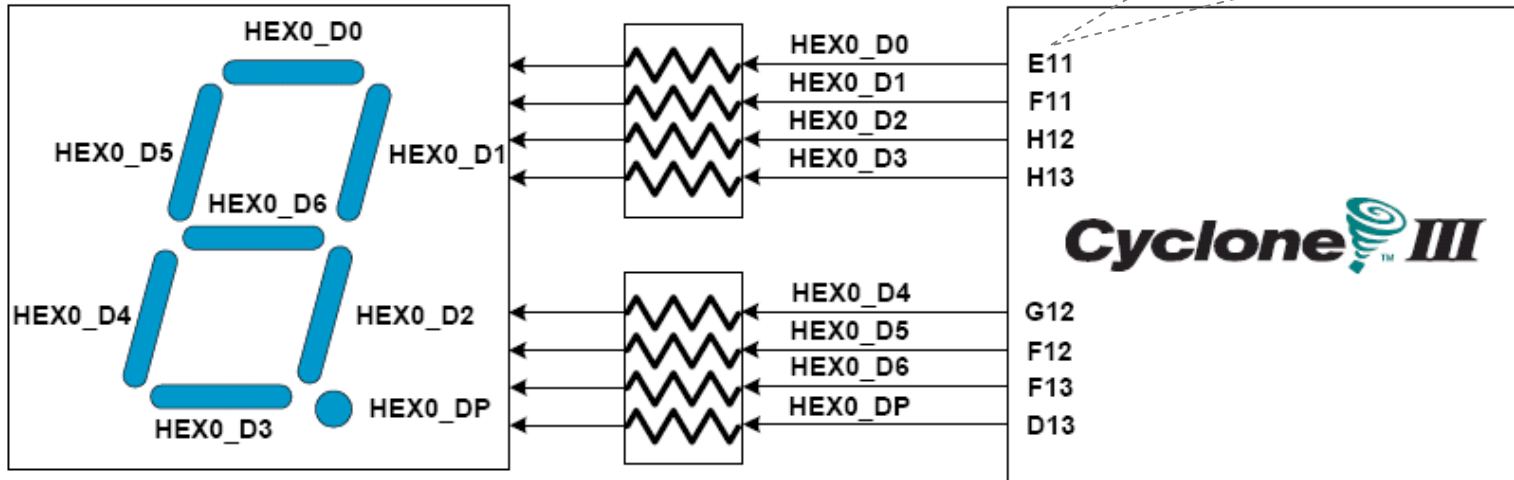 HEX0_D0
HEX0_D5
HEX0_D1
HEX0_D6
HEX0_D4
HEX0_D2
HEX0_DP
HEX0_D3
HEX0_D0
HEX0_D1
HEX0_D2
HEX0_D3
HEX0_D4
HEX0_D5
HEX0_D6
HEX0_DP
E11
F11
H12
H13
Cyclone™ III
G12
F12
F13
D13